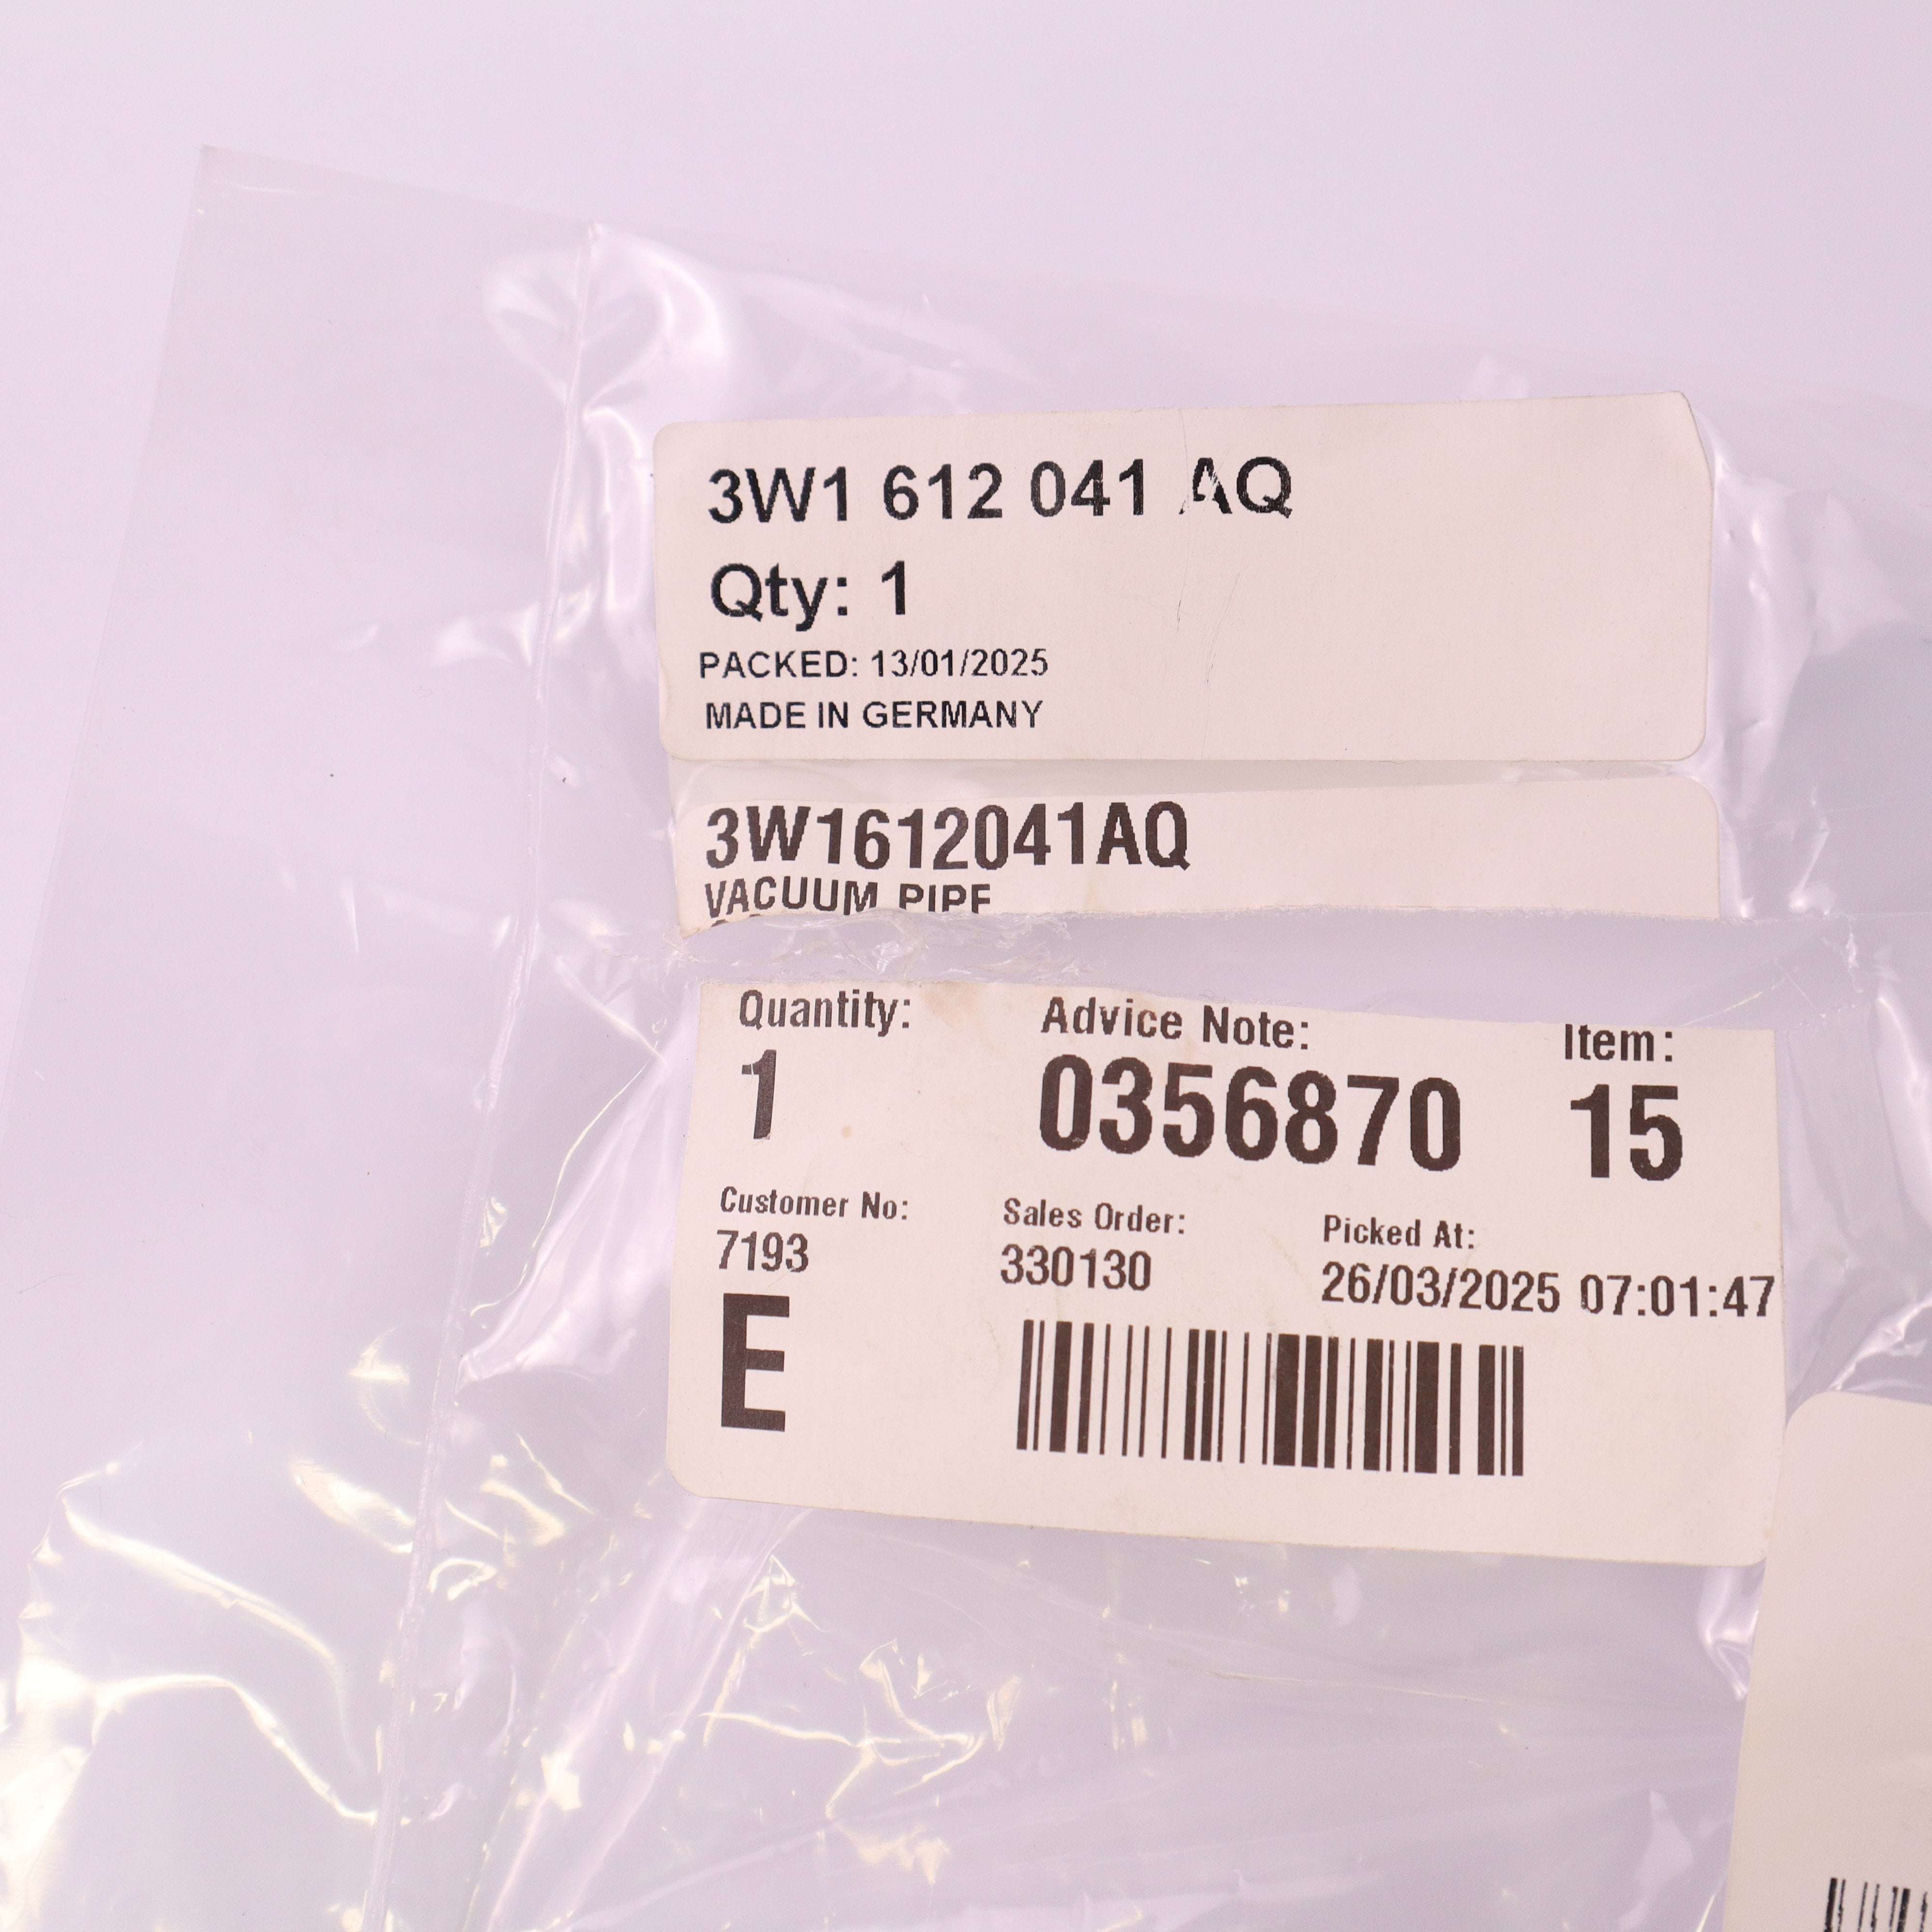 3W1 612 041 AQ
Qty: 1
PACKED: 13/01/2025
MADE IN GERMANY
3W1612041AQ
VACUUM PIPE
Quantity: Advice Note: Item:
1 0356870 15
Customer No: Sales Order: Picked At:
7193 330130 26/03/2025 07:01:47
E